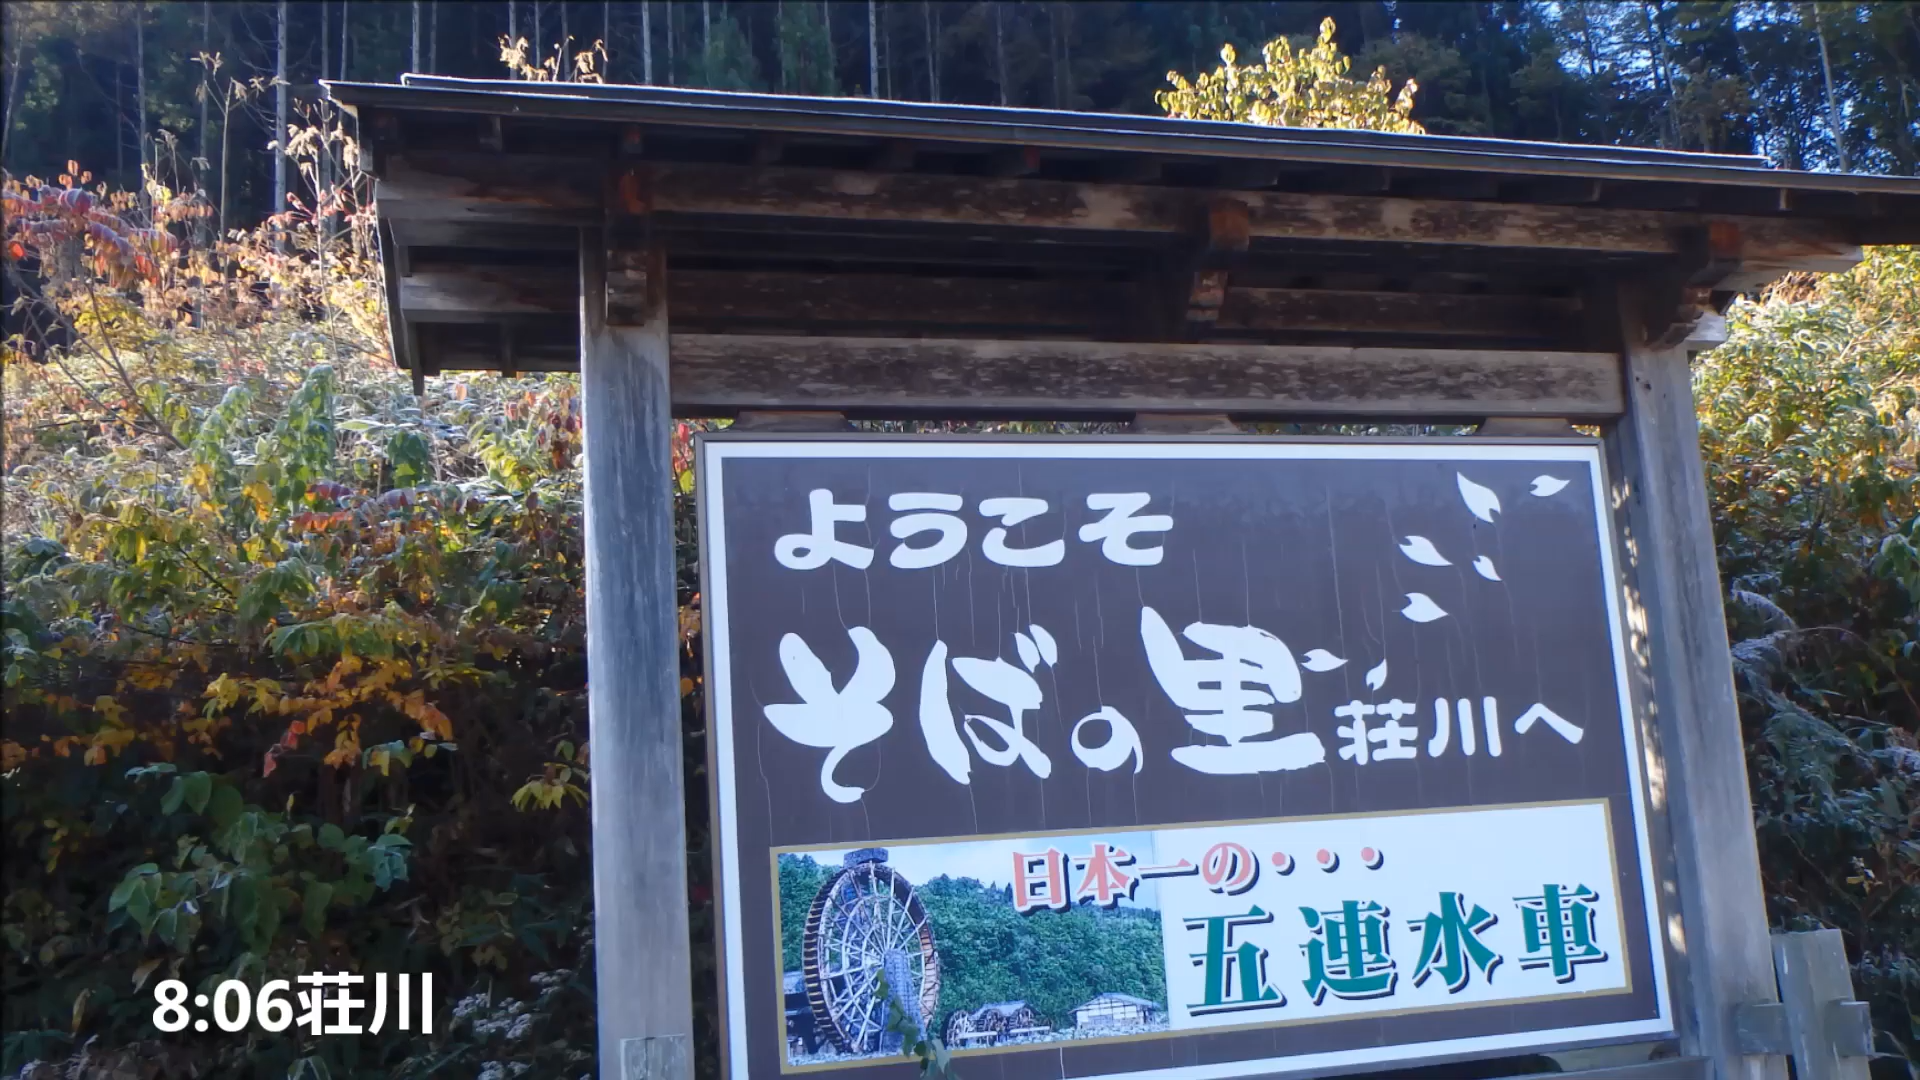 ようこそ
そばの里荘川へ
日本一の・・・
五連水車
8:06荘川